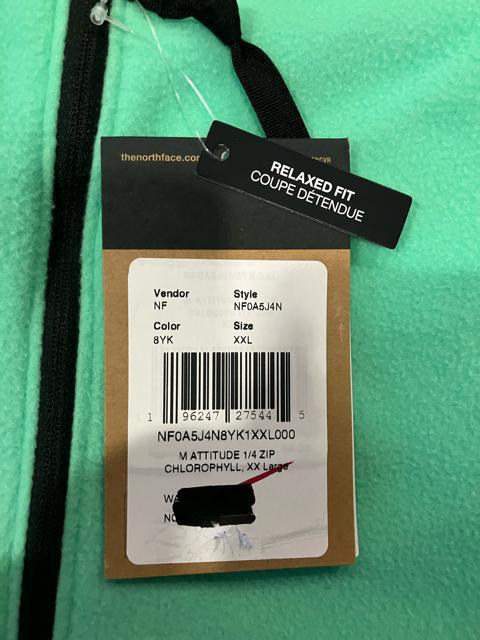 thenorthface.com
RELAXED FIT
COUPE DÉTENDUE
Vendor Style
NF NF0A5J4N
Color Size
8YK XXL
1 96247 27544 5
NF0A5J4N8YK1XXL000
M ATTITUDE 1/4 ZIP
CHLOROPHYLL, XX Large